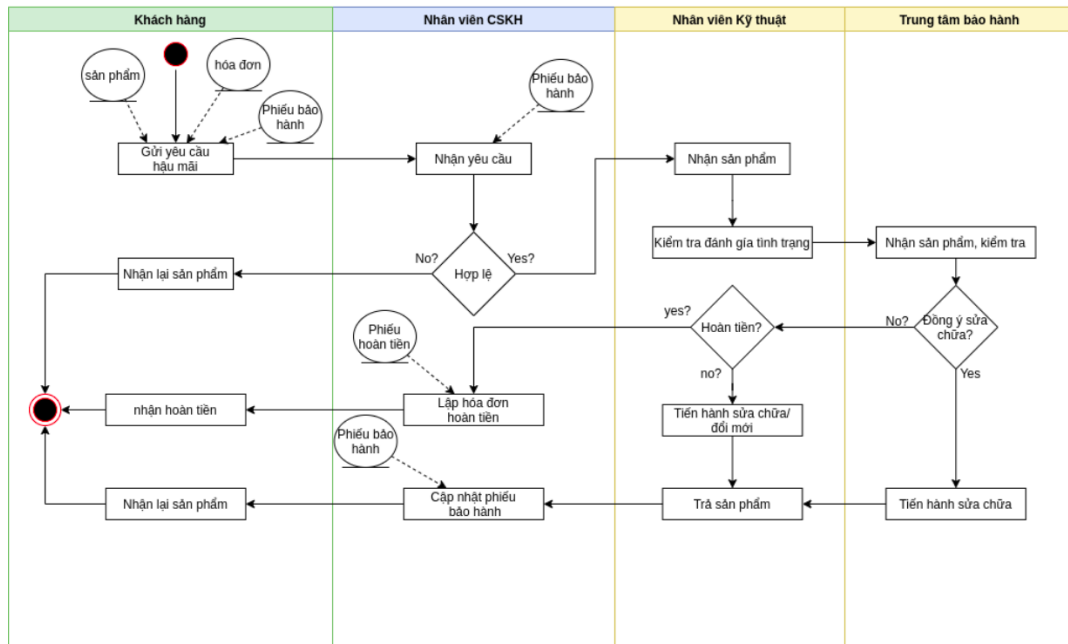 Khách hàng
Nhân viên CSKH
Nhân viên Kỹ thuật
Trung tâm bảo hành
sản phẩm
hóa đơn
Phiếu bảo
hành
Phiếu bảo
hành
Gửi yêu cầu
hậu mãi
Nhận yêu cầu
Nhận sản phẩm
Kiểm tra đánh gía tình trạng
Nhận sản phẩm, kiểm tra
No?
Yes?
Hợp lệ
Nhận lại sản phẩm
Phiếu
hoàn tiền
yes?
Hoàn tiền?
no?
No?
Đồng ý sửa
chữa?
Yes
nhận hoàn tiền
Lập hóa đơn
hoàn tiền
Tiến hành sửa chữa/
đổi mới
Phiếu bảo
hành
Nhận lại sản phẩm
Cập nhật phiếu
bảo hành
Trả sản phẩm
Tiến hành sửa chữa